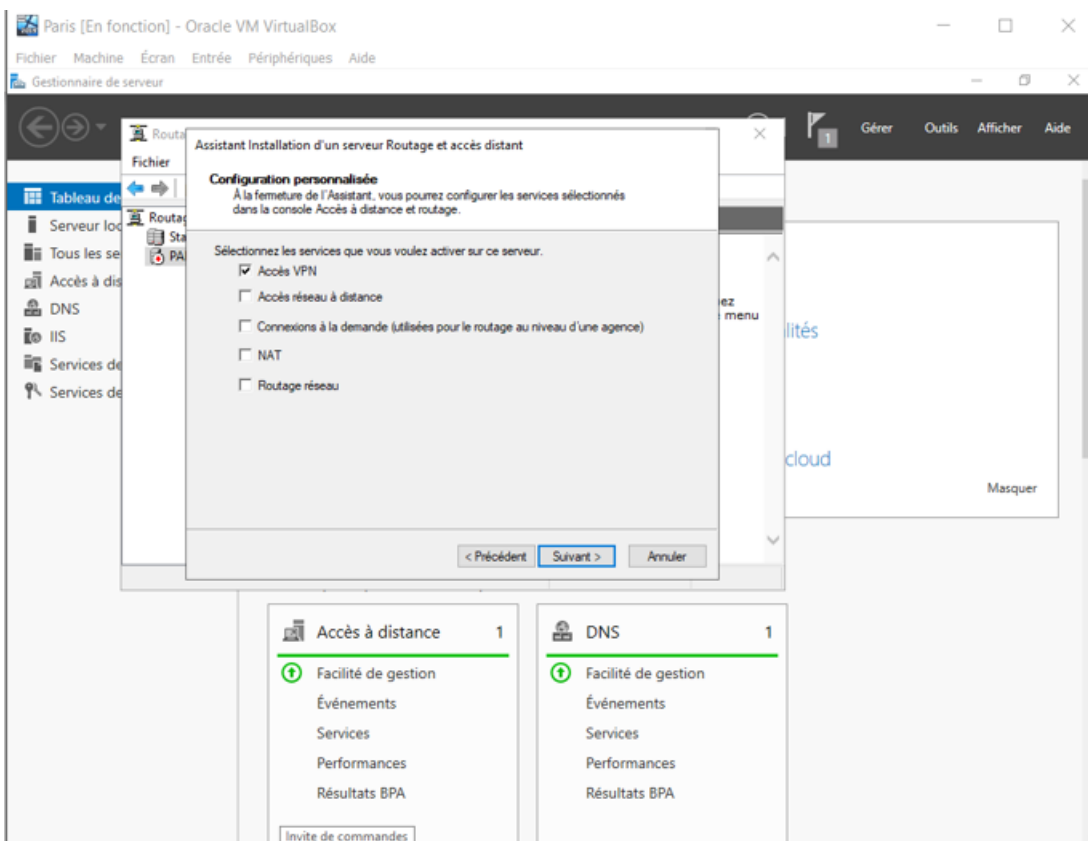 Paris [En fonction] - Oracle VM VirtualBox
Fichier Machine Écran Entrée Périphériques Aide
Gestionnaire de serveur
1 Gérer Outils Afficher Aide
Routa
Fichier
Assistant Installation d'un serveur Routage et accès distant
Configuration personnalisée
À la fermeture de l'Assistant, vous pourrez configurer les services sélectionnés
dans la console Accès à distance et routage.
Tableau de
Serveur loc
Tous les se
Accès à dis
DNS
IIS
Services de
Services de
Routag
Sta
PA
Sélectionnez les services que vous voulez activer sur ce serveur.
Accès VPN
Accès réseau à distance
Connexions à la demande (utilisées pour le routage au niveau d'une agence)
NAT
Routage réseau
ez
menu
lités
cloud
Masquer
< Précédent Suivant > Annuler
Accès à distance 1
Facilité de gestion
Événements
Services
Performances
Résultats BPA
Invite de commandes
DNS 1
Facilité de gestion
Événements
Services
Performances
Résultats BPA